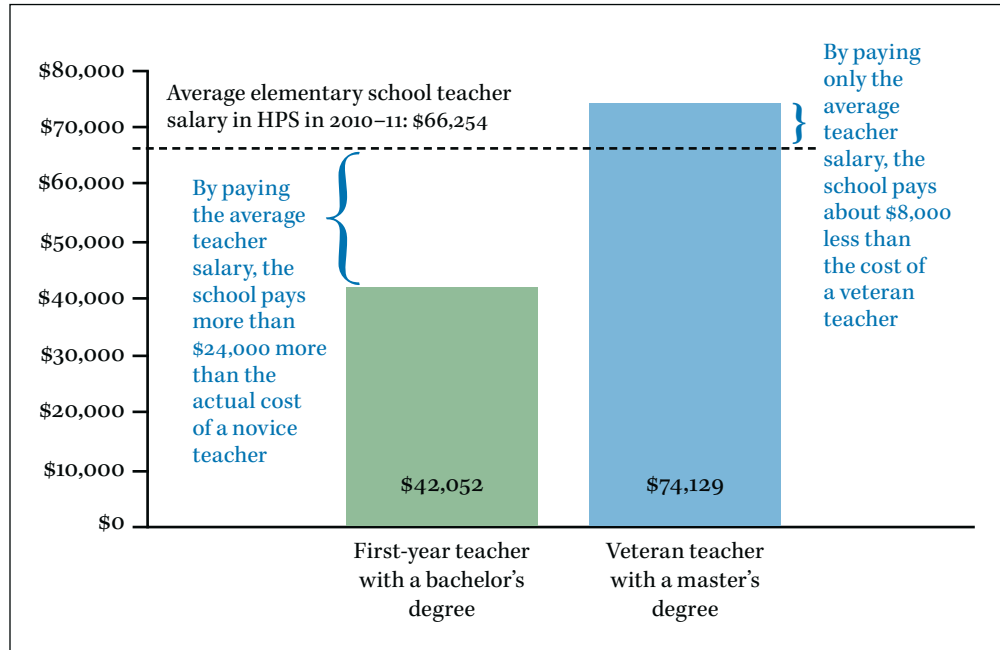 $80,000
$70,000
$60,000
$50,000
$40,000
$30,000
$20,000
$10,000
$0
Average elementary school teacher
salary in HPS in 2010–11: $66,254
By paying
the average
teacher
salary, the
school pays
more than
$24,000 more
than the
actual cost
of a novice
teacher
By paying
only the
average
teacher
salary, the
school pays
about $8,000
less than
the cost of
a veteran
teacher
$42,052
$74,129
First-year teacher
with a bachelor’s
degree
Veteran teacher
with a master’s
degree